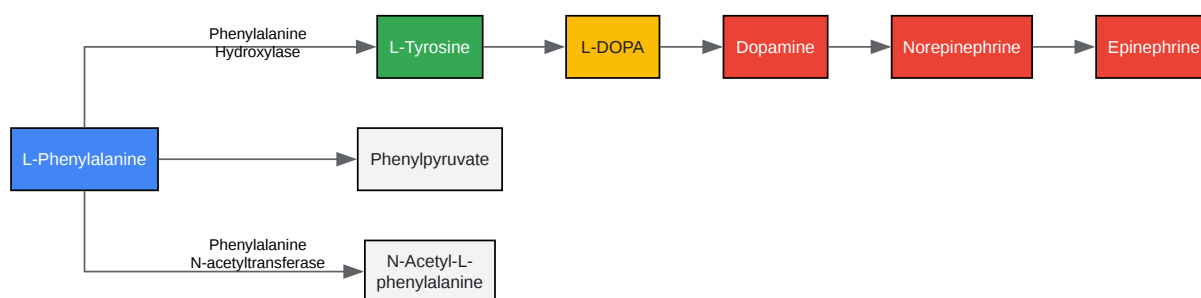 Phenylalanine
Hydroxylase
L-Tyrosine
L-DOPA
Dopamine
Norepinephrine
Epinephrine
L-Phenylalanine
Phenylpyruvate
Phenylalanine
N-acetyltransferase
N-Acetyl-L-
phenylalanine